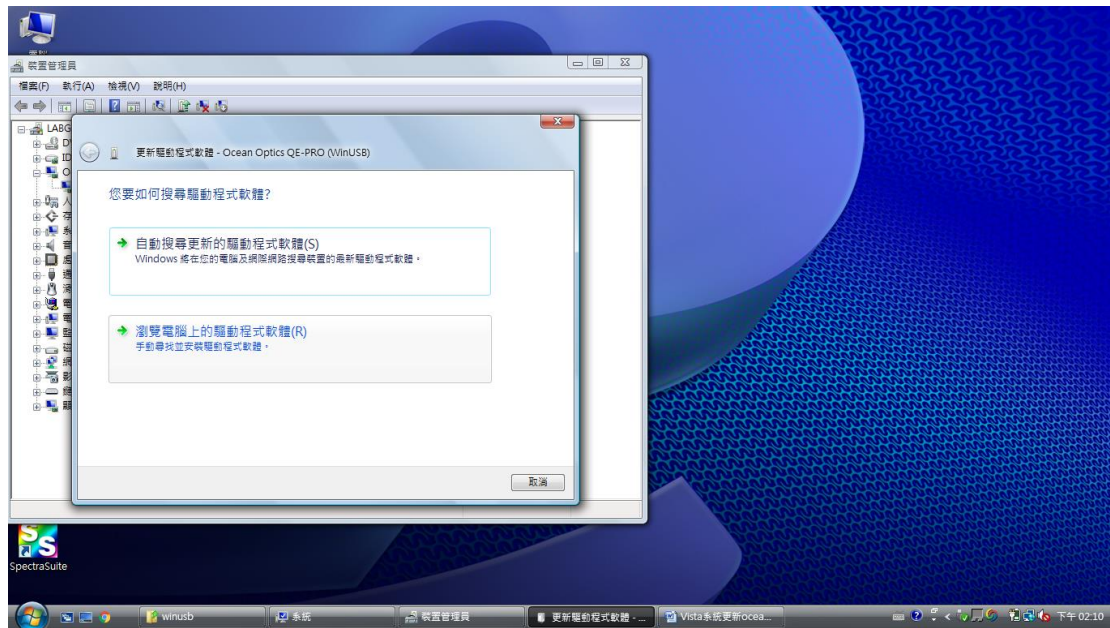 裝置管理員
檔案(F) 執行(A) 檢視(V) 說明(H)
LABG
更新驅動程式軟體 - Ocean Optics QE-PRO (WinUSB)
您要如何搜尋驅動程式軟體?
自動搜尋更新的驅動程式軟體(S)
Windows 將在您的電腦及網際網路搜尋裝置的最新驅動程式軟體。
瀏覽電腦上的驅動程式軟體(R)
手動尋找並安裝驅動程式軟體。
取消
SpectraSuite
winusb
系統
裝置管理員
更新驅動程式軟體 - ...
Vista系統更新ocea...
下午 02:10